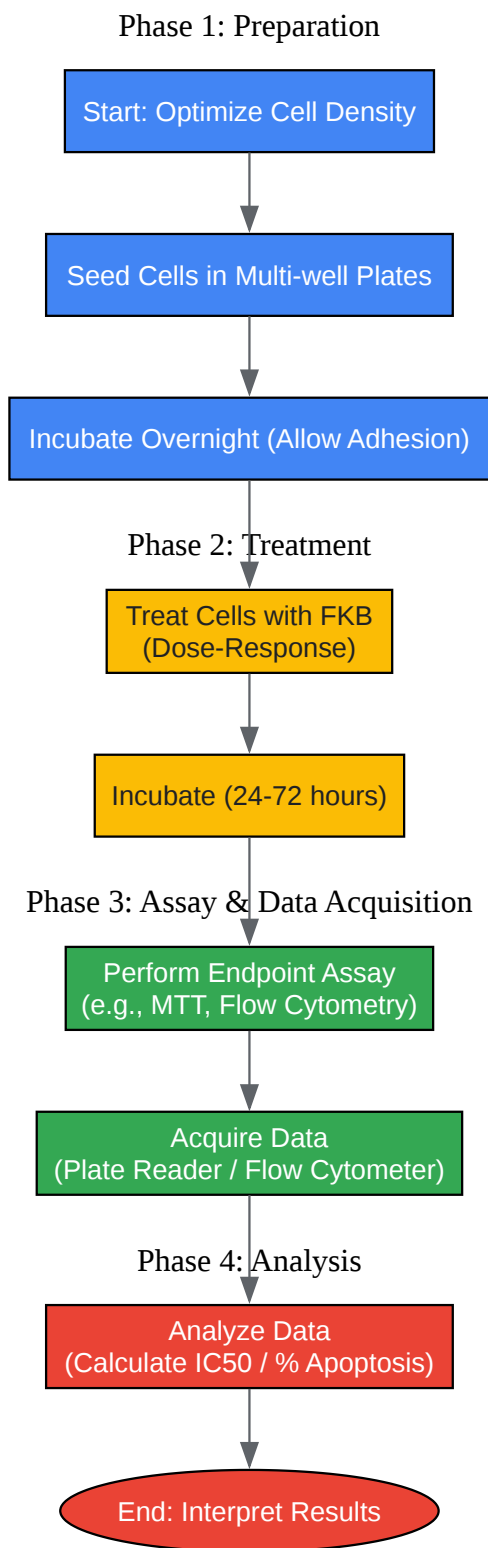 Phase 1: Preparation
Start: Optimize Cell Density
Seed Cells in Multi-well Plates
Incubate Overnight (Allow Adhesion)
Phase 2: Treatment
Treat Cells with FKB
(Dose-Response)
Incubate (24-72 hours)
Phase 3: Assay & Data Acquisition
Perform Endpoint Assay
(e.g., MTT, Flow Cytometry)
Acquire Data
(Plate Reader / Flow Cytometer)
Phase 4: Analysis
Analyze Data
(Calculate IC50 / % Apoptosis)
End: Interpret Results